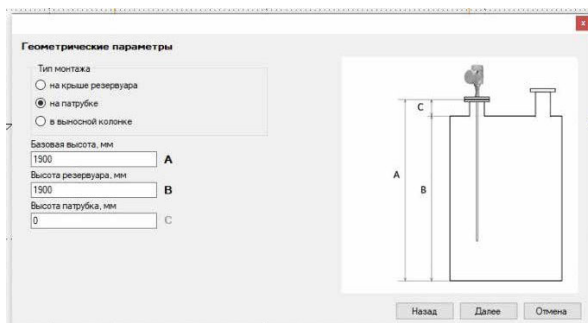 x
Геометрические параметры
Тип монтажа
на крыше резервуара
на патрубке
в выносной колонке
Базовая высота, мм
1900 A
Высота резервуара, мм
1900 B
Высота патрубка, мм
0 C
C
A
B
Назад Далее Отмена